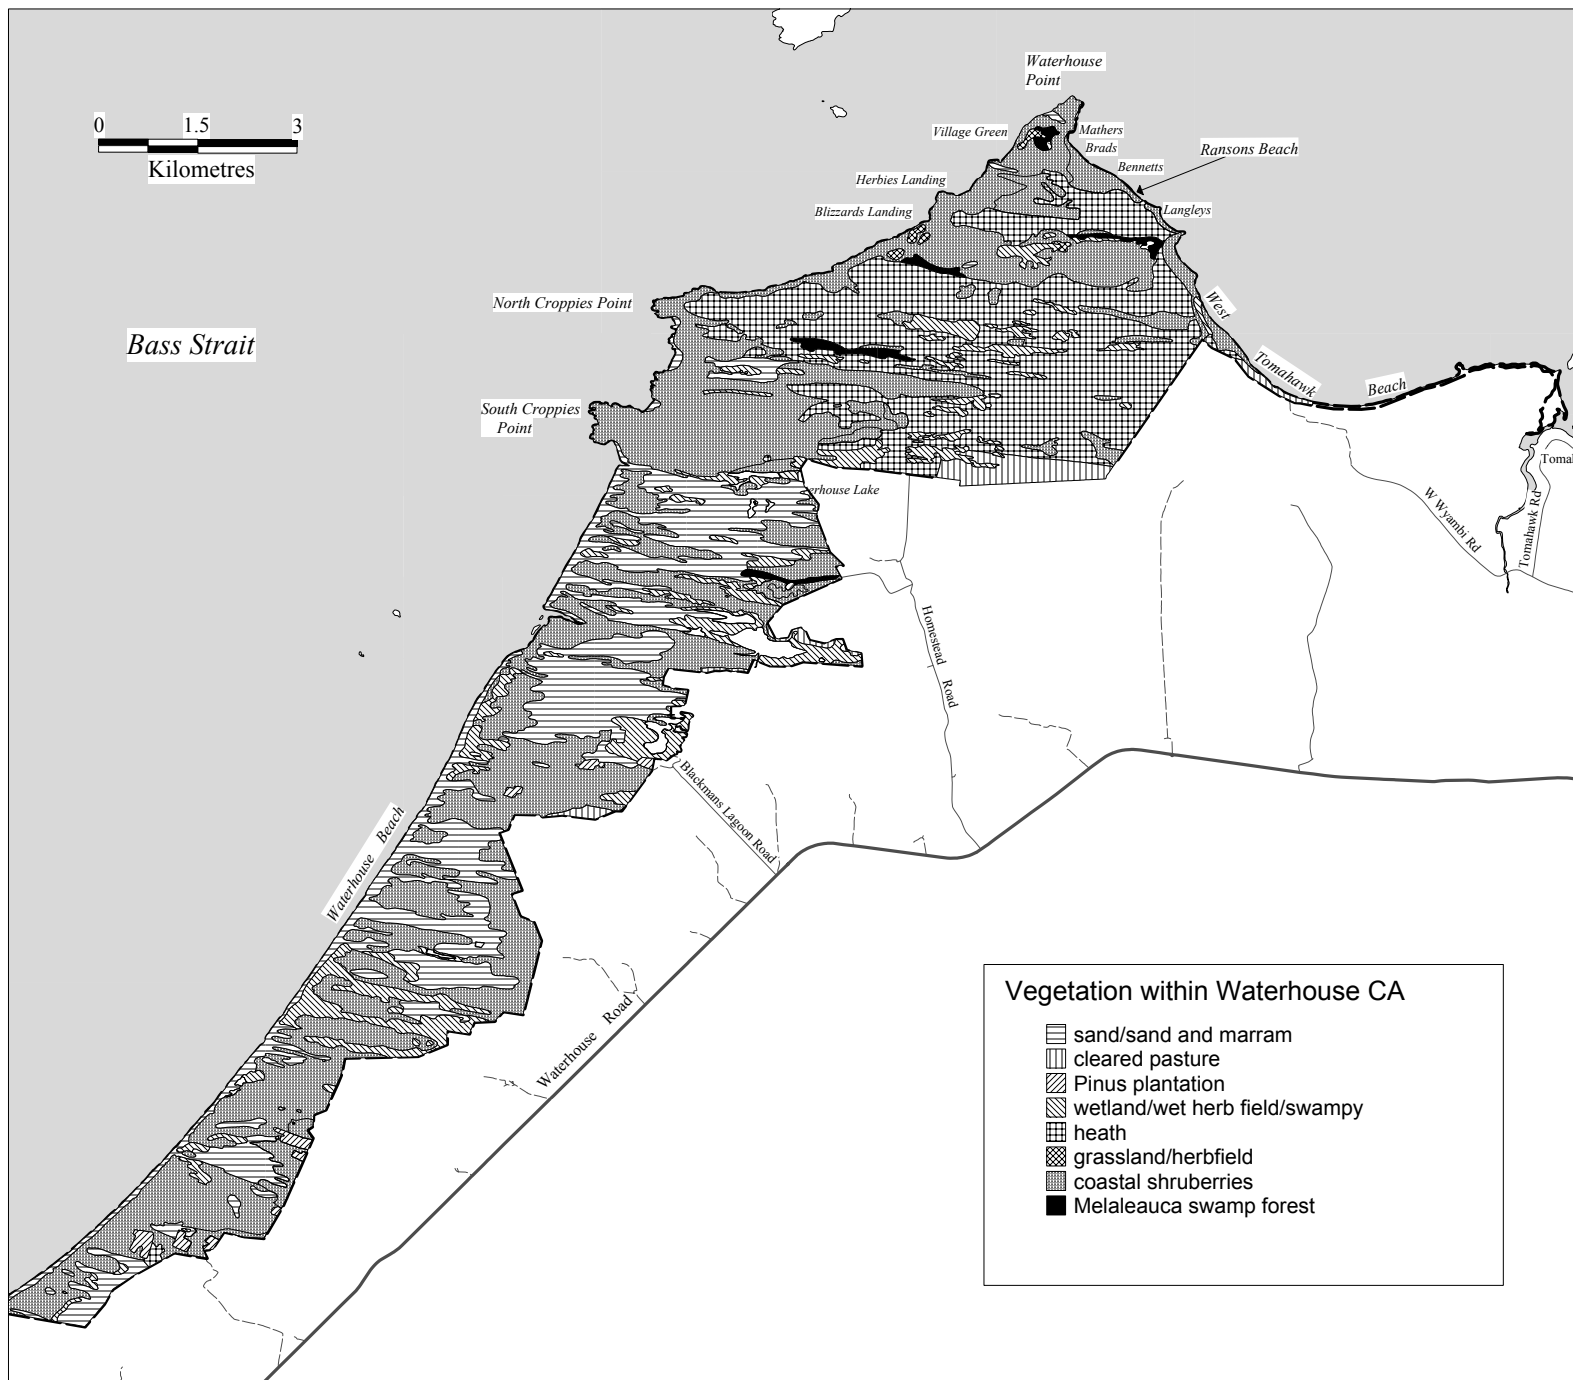 Waterhouse
Point
0 1.5 3
Kilometres
Village Green
Mathers
Brads
Ransons Beach
Bennetts
Herbies Landing
Blizzards Landing
Langleys
North Croppies Point
West
Bass Strait
Tomahawk
Beach
South Croppies
Point
Tomah
erhouse Lake
W Wyambi Rd
Tomahawk Rd
Homestead Road
Blackmans Lagoon Road
Waterhouse Beach
Waterhouse Road
Vegetation within Waterhouse CA
sand/sand and marram
cleared pasture
Pinus plantation
wetland/wet herb field/swampy
heath
grassland/herbfield
coastal shruberries
Melaleauca swamp forest